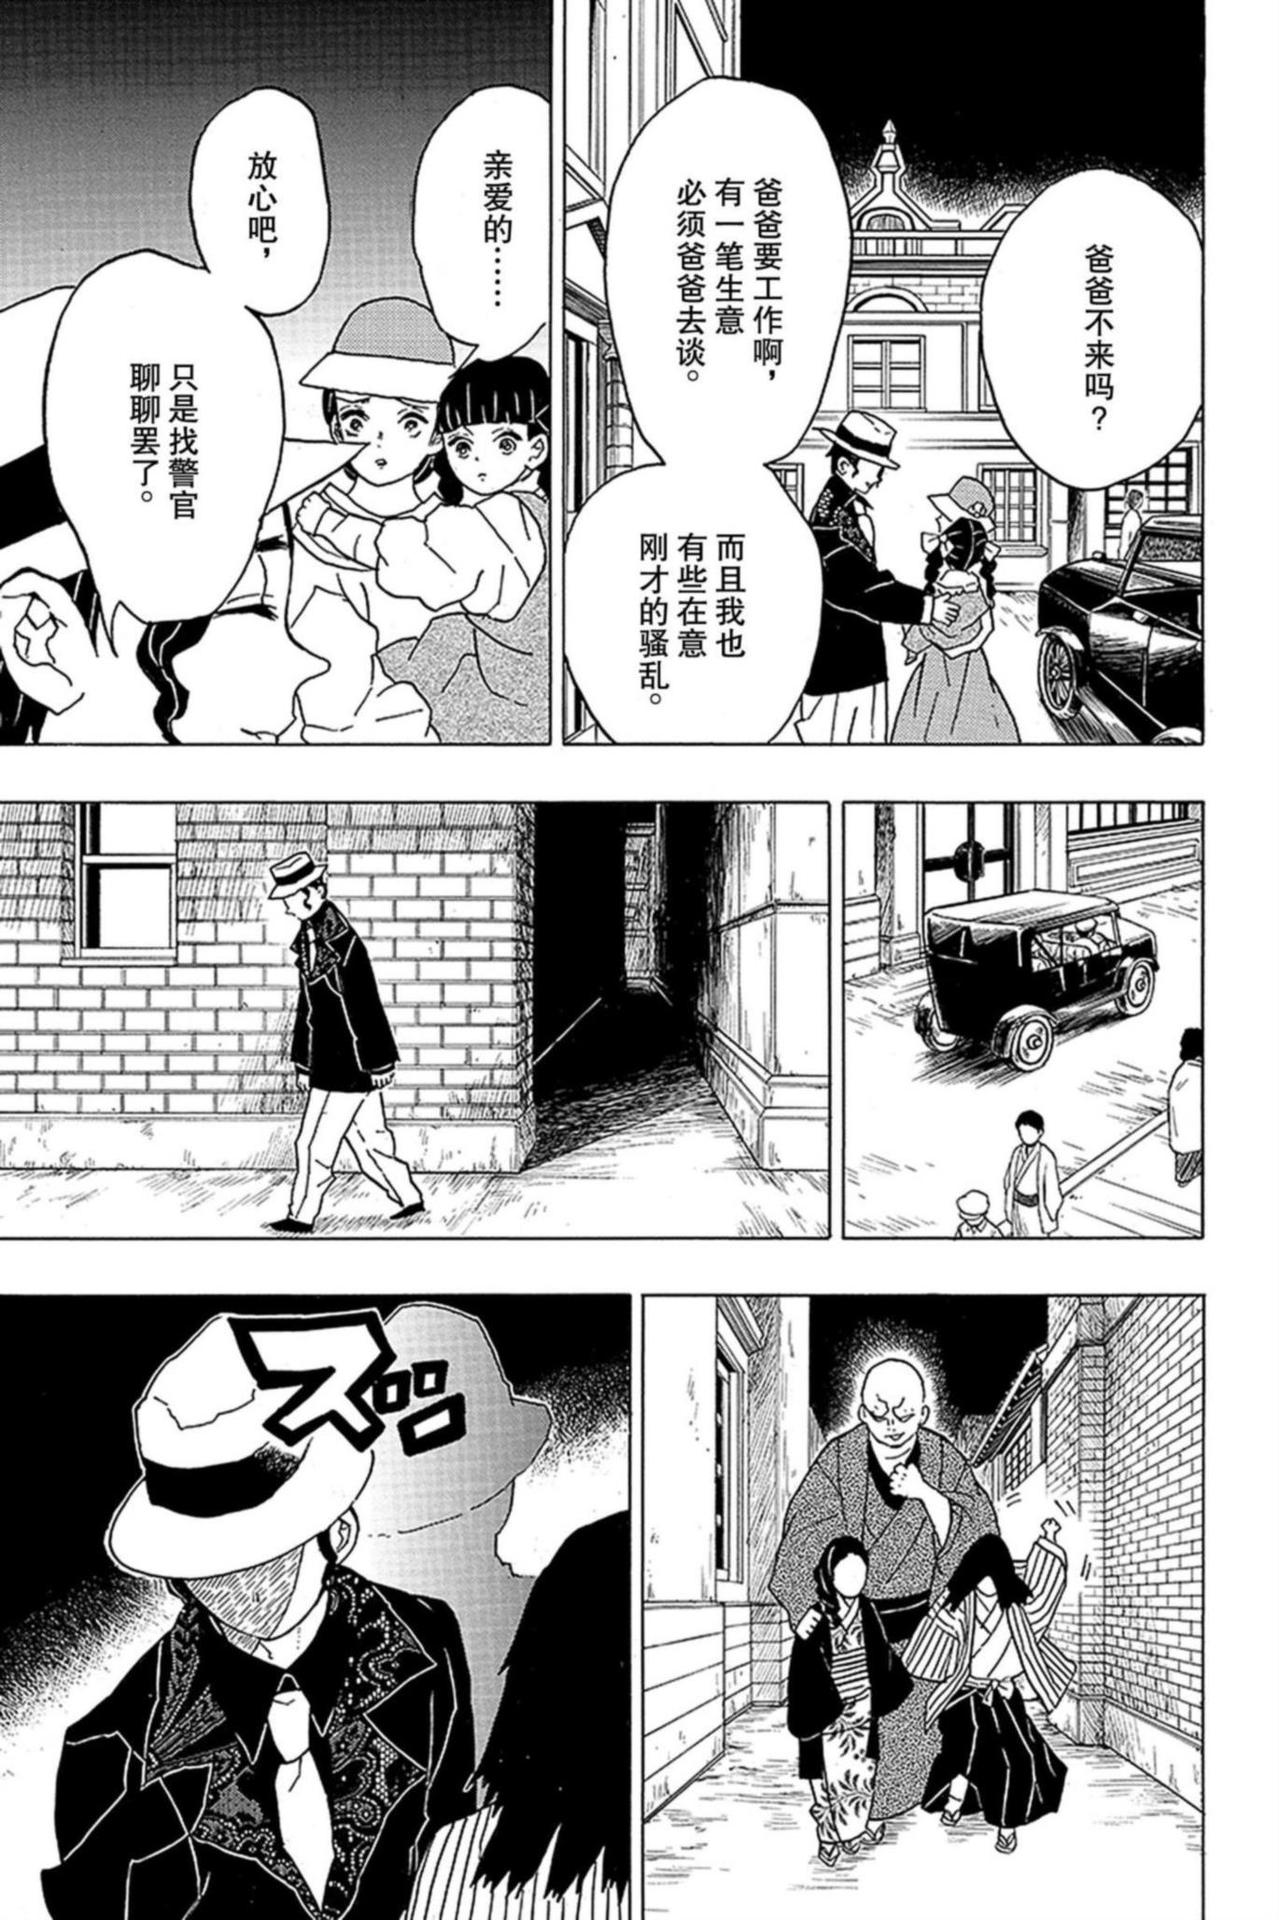 爸爸不来吗？
爸爸要工作啊，
有一笔生意
必须爸爸去谈。
而且我也
有些在意
刚才的骚乱。
亲爱的……
放心吧，
只是找警官
聊聊罢了。